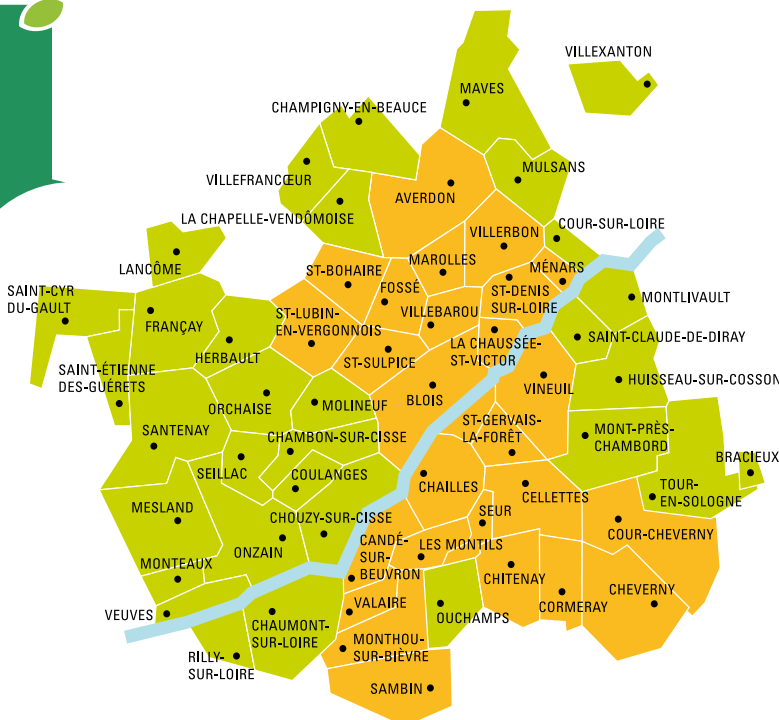 VILLEXANTON
MAVES
CHAMPIGNY-EN-BEAUCE
MULSANS
VILLEFRANCŒUR
AVERDON
LA CHAPELLE-VENDÔMOISE
COUR-SUR-LOIRE
VILLERBON
MAROLLES
LANCÔME
ST-BOHAIRE
MÉNARS
FOSSÉ
ST-DENIS
SUR-LOIRE
SAINT-CYR
DU-GAULT
MONTLIVAULT
FRANÇAY
ST-LUBIN-
EN-VERGONNOIS
VILLEBAROU
SAINT-CLAUDE-DE-DIRAY
LA CHAUSSÉE-
ST-VICTOR
HERBAULT
ST-SULPICE
SAINT-ÉTIENNE
DES-GUÉRETS
HUISSEAU-SUR-COSSON
VINEUIL
BLOIS
ORCHAISE
MOLINEUF
ST-GERVAIS-
LA-FORÊT
MONT-PRÈS-
CHAMBORD
SANTENAY
CHAMBON-SUR-CISSE
BRACIEUX
SEILLAC
COULANGES
CHAILLES
CELLETTES
TOUR-
EN-SOLOGNE
MESLAND
CHOUZY-SUR-CISSE
SEUR
COUR-CHEVERNY
ONZAIN
CANDÉ-
SUR-
BEUVRON
LES MONTILS
MONTEAUX
CHITENAY
CHEVERNY
VALAIRE
CORMERAY
VEUVES
CHAUMONT-
SUR-LOIRE
OUCHAMPS
MONTHOU-
SUR-BIÈVRE
RILLY-
SUR-LOIRE
SAMBIN